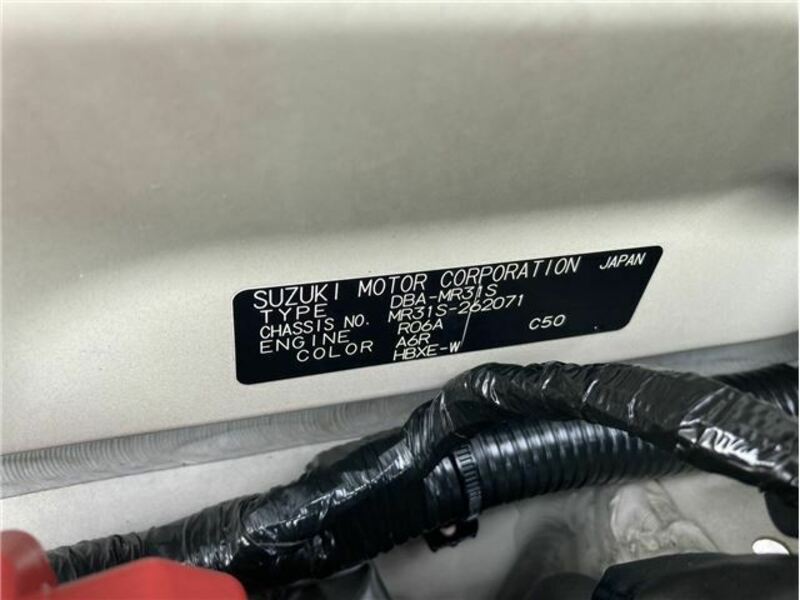 SUZUKI MOTOR CORPORATION JAPAN
TYPE DBA-MR31S
CHASSIS NO. MR31S-262071
ENGINE R06A
COLOR A6R C50
HBXE-W